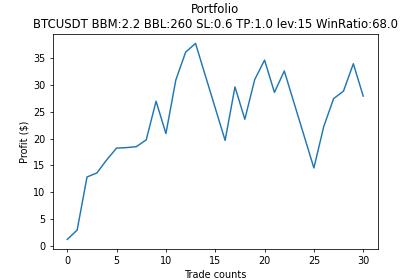 Portfolio
BTCUSDT BBM:2.2 BBL:260 SL:0.6 TP:1.0 lev:15 WinRatio:68.0
Profit ($)
35
30
25
20
15
10
5
0
0 5 10 15 20 25 30
Trade counts